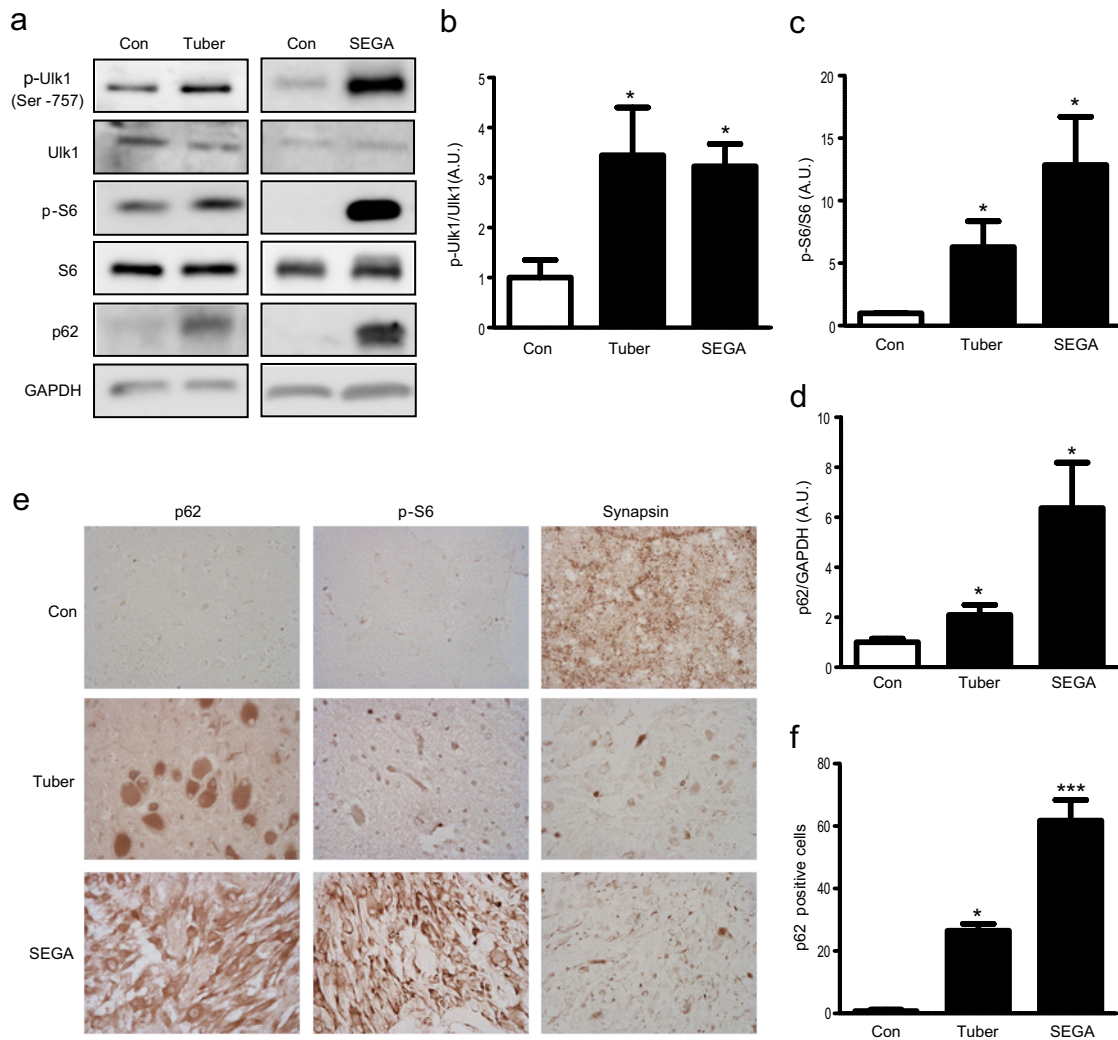 a
Con Tuber Con SEGA
p-Ulk1
(Ser -757)
Ulk1
p-S6
S6
p62
GAPDH
b
p-Ulk1/Ulk1(A.U.)
5
4
3
2
1
0
*
*
Con Tuber SEGA
c
p-S6/S6 (A.U.)
20
15
10
5
0
*
*
Con Tuber SEGA
d
p62/GAPDH (A.U.)
10
8
6
4
2
0
*
*
Con Tuber SEGA
e
p62 p-S6 Synapsin
Con
Tuber
SEGA
f
p62 positive cells
80
60
40
20
0
*
***
Con Tuber SEGA